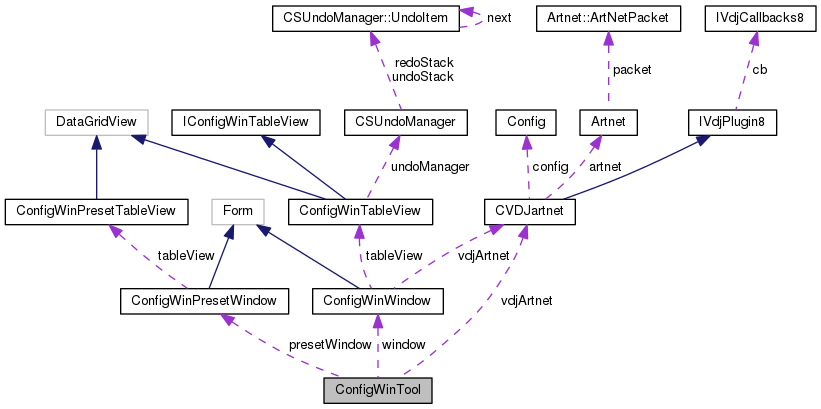 CSUndoManager::UndoItem
next
Artnet::ArtNetPacket
IVdjCallbacks8
redoStack
undoStack
packet
cb
DataGridView
IConfigWinTableView
CSUndoManager
Config
Artnet
IVdjPlugin8
undoManager
config
artnet
ConfigWinPresetTableView
Form
ConfigWinTableView
CVDJartnet
tableView
tableView
vdjArtnet
ConfigWinPresetWindow
ConfigWinWindow
vdjArtnet
presetWindow
window
ConfigWinTool